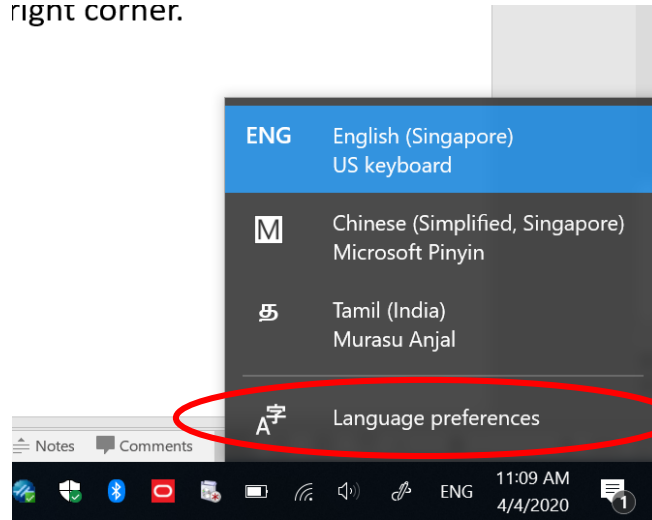 right corner.
ENG English (Singapore)
US keyboard
M Chinese (Simplified, Singapore)
Microsoft Pinyin
த Tamil (India)
Murasu Anjal
A字 Language preferences
Notes Comments
ENG 11:09 AM
4/4/2020
1